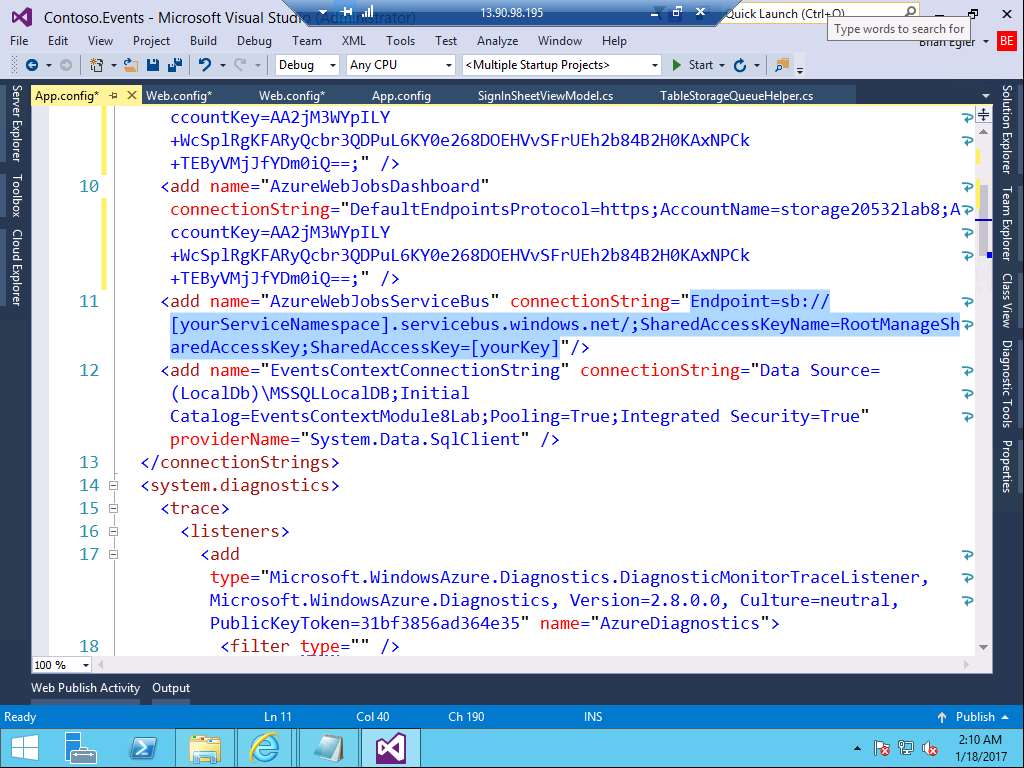 Contoso.Events - Microsoft Visual Studio (Administrator)
13.90.98.195
Quick Launch (Ctrl+Q)
Type words to search for
File Edit View Project Build Debug Team XML Tools Test Analyze Window Help
Brian Egler
BE
Debug
Any CPU
<Multiple Startup Projects>
Start
App.config*
Web.config*
Web.config*
App.config
SignInSheetViewModel.cs
TableStorageQueueHelper.cs
Server Explorer
Toolbox
Cloud Explorer
ccountKey=AA2jM3WYpILY
+WcSplRgKFARyQcbr3QDPuL6KY0e268DOEHVvSFrUEh2b84B2H0KAxNPCk
+TEByVMjJfYDm0iQ==;" />
10 <add name="AzureWebJobsDashboard"
connectionString="DefaultEndpointsProtocol=https;AccountName=storage20532lab8;A
ccountKey=AA2jM3WYpILY
+WcSplRgKFARyQcbr3QDPuL6KY0e268DOEHVvSFrUEh2b84B2H0KAxNPCk
+TEByVMjJfYDm0iQ==;" />
11 <add name="AzureWebJobsServiceBus" connectionString="Endpoint=sb://
[yourServiceNamespace].servicebus.windows.net/;SharedAccessKeyName=RootManageSh
aredAccessKey;SharedAccessKey=[yourKey]"/>
12 <add name="EventsContextConnectionString" connectionString="Data Source=
(LocalDb)\MSSQLLocalDB;Initial
Catalog=EventsContextModule8Lab;Pooling=True;Integrated Security=True"
providerName="System.Data.SqlClient" />
13 </connectionStrings>
14 <system.diagnostics>
15 <trace>
16 <listeners>
17 <add
type="Microsoft.WindowsAzure.Diagnostics.DiagnosticMonitorTraceListener,
Microsoft.WindowsAzure.Diagnostics, Version=2.8.0.0, Culture=neutral,
PublicKeyToken=31bf3856ad364e35" name="AzureDiagnostics">
18 <filter type="" />
Solution Explorer
Team Explorer
Class View
Diagnostic Tools
Properties
100 %
Web Publish Activity
Output
Ready
Ln 11
Col 40
Ch 190
INS
Publish
2:10 AM
1/18/2017